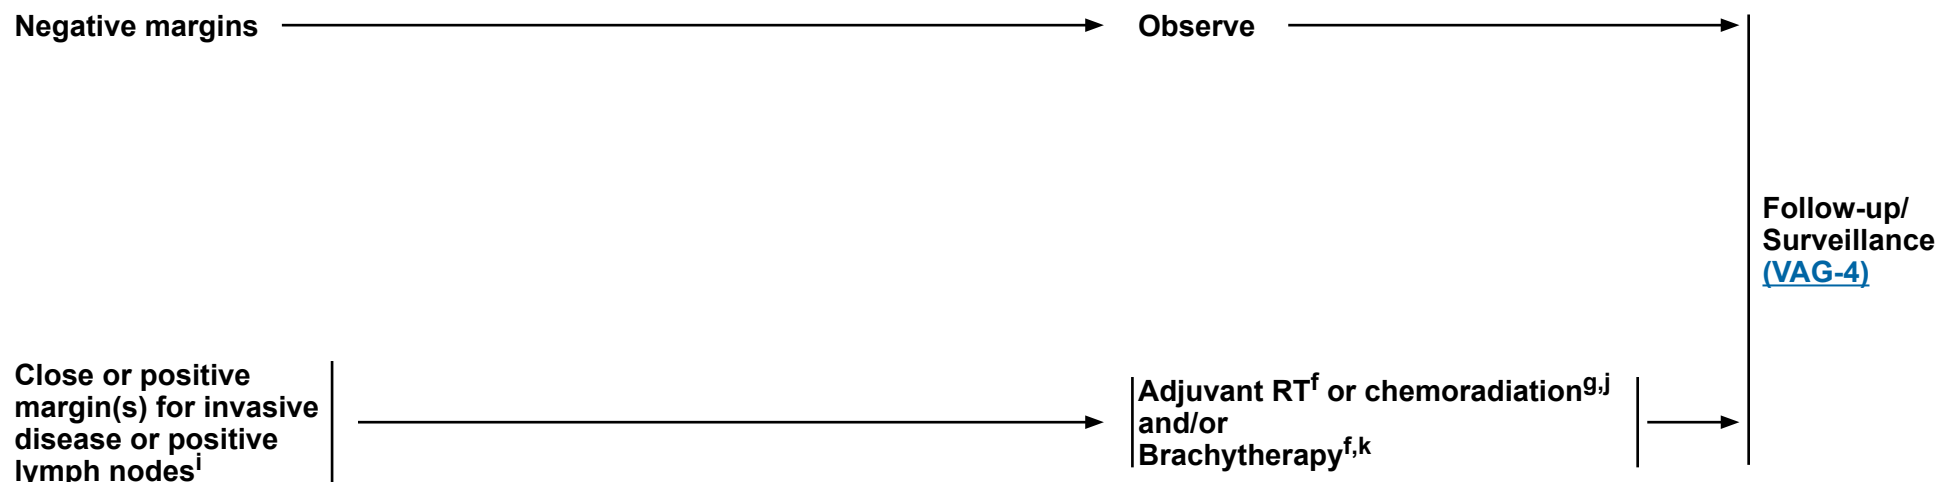 Negative margins
Observe
Follow-up/
Surveillance
(VAG-4)
Close or positive
margin(s) for invasive
disease or positive
lymph nodesi
Adjuvant RTf or chemoradiationg,j
and/or
Brachytherapyf,k